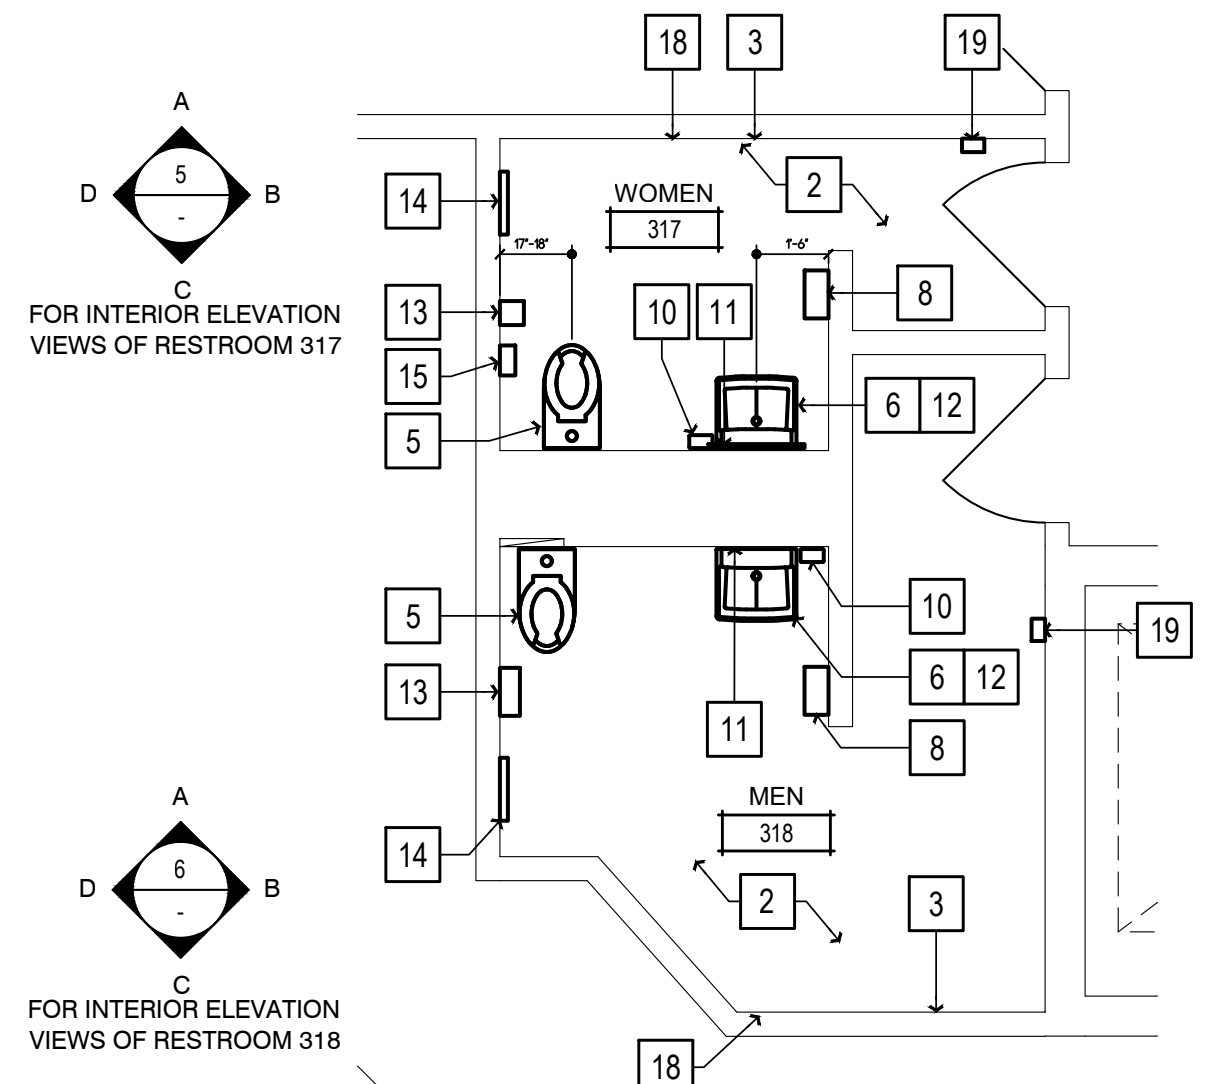 18 3 19
A
5
D B
-
C
FOR INTERIOR ELEVATION
VIEWS OF RESTROOM 317
14
2
WOMEN
317
17"-18"
1'-6"
13
10 11
8
15
6 12
5
5
10
19
13
6 12
11
8
MEN
318
A
6
D B
-
C
FOR INTERIOR ELEVATION
VIEWS OF RESTROOM 318
14
2
3
18